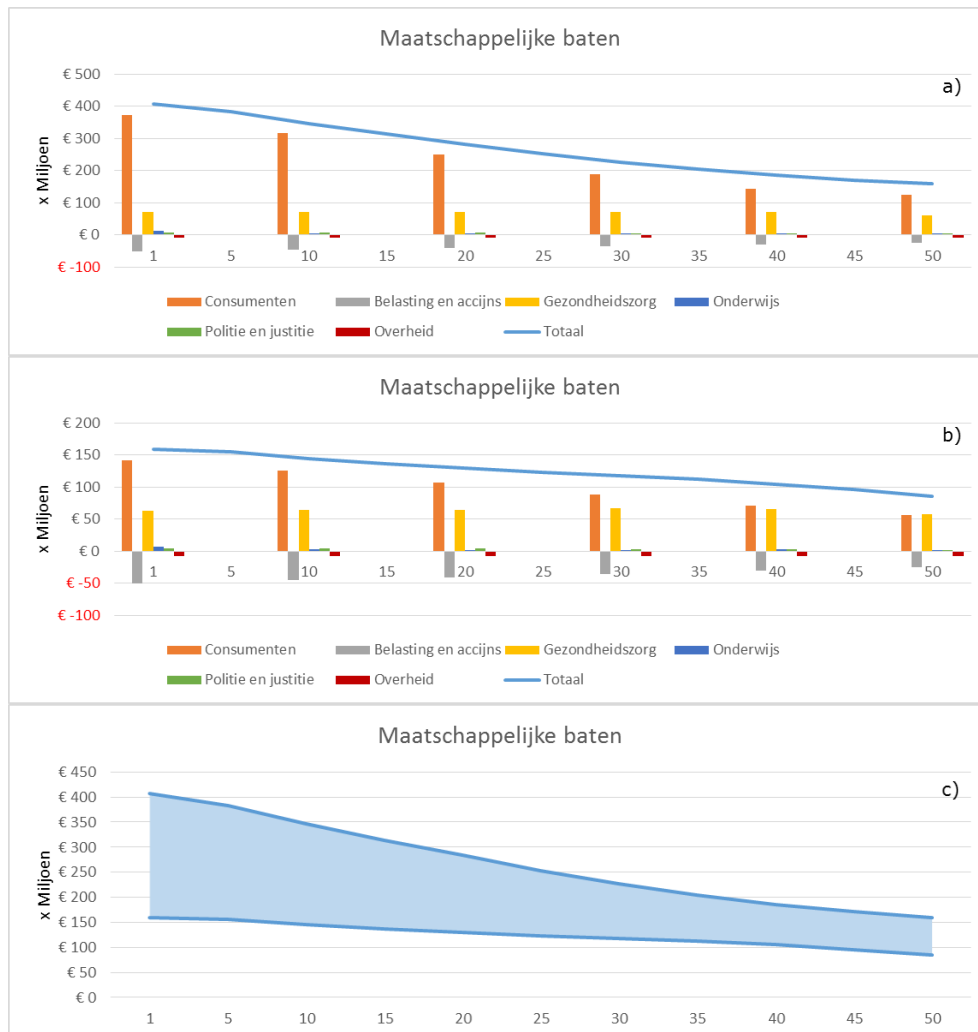 Maatschappelijke baten
a)
€ 500
€ 400
€ 300
€ 200
€ 100
€ 0
€ -100
x Miljoen
1 5 10 15 20 25 30 35 40 45 50
Consumenten Belasting en accijns Gezondheidszorg Onderwijs
Politie en justitie Overheid Totaal
Maatschappelijke baten
b)
€ 200
€ 150
€ 100
€ 50
€ 0
€ -50
€ -100
x Miljoen
1 5 10 15 20 25 30 35 40 45 50
Consumenten Belasting en accijns Gezondheidszorg Onderwijs
Politie en justitie Overheid Totaal
Maatschappelijke baten
c)
€ 450
€ 400
€ 350
€ 300
€ 250
€ 200
€ 150
€ 100
€ 50
€ 0
x Miljoen
1 5 10 15 20 25 30 35 40 45 50